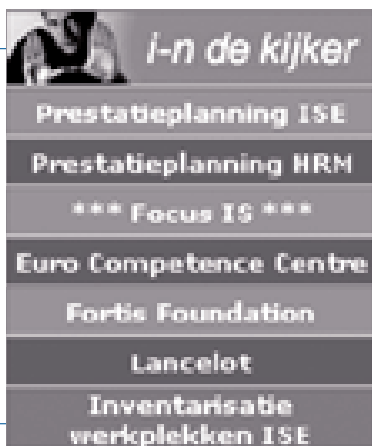 i-n de kijker
Prestatieplanning ISE
Prestatieplanning HRM
*** Focus IS ***
Euro Competence Centre
Fortis Foundation
Lancelot
Inventarisatie
werkplekken ISE